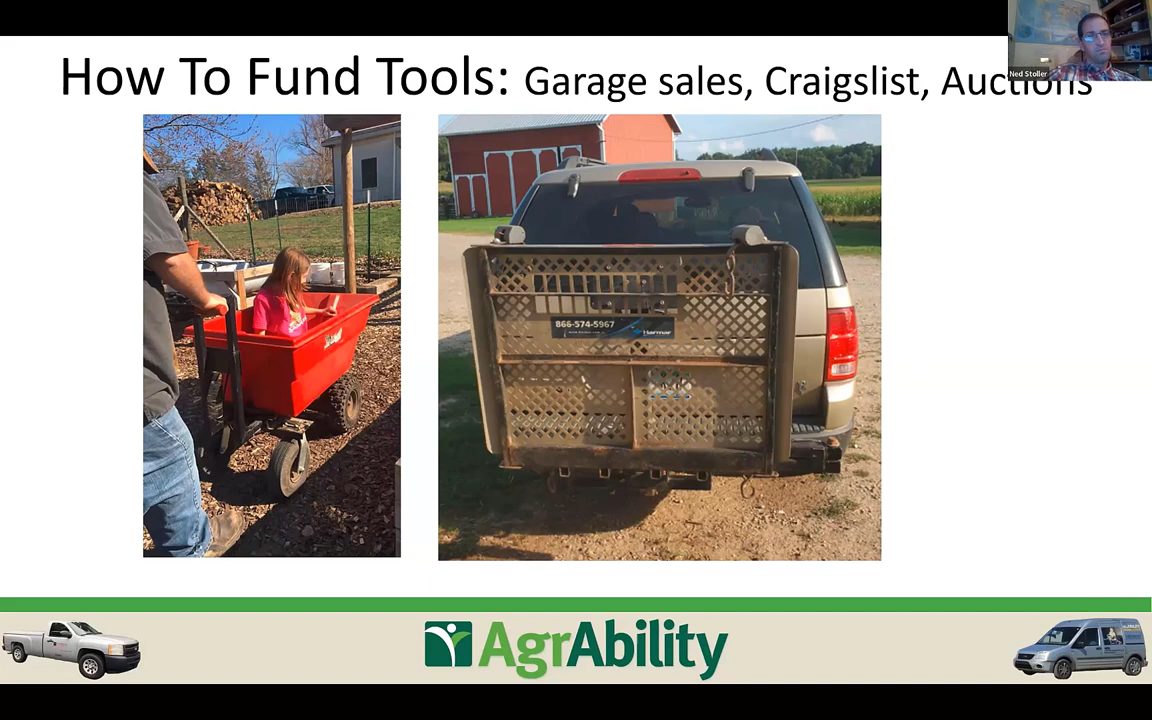 How To Fund Tools: Garage sales, Craigslist, Auctions
Ned Stoller
866-574-5967
Harmar
AgrAbility